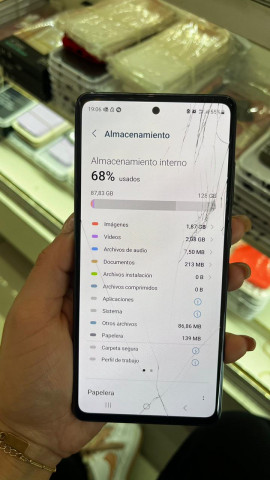 19:06
65%
Almacenamiento
Almacenamiento interno
68% usados
87,83 GB 128 GB
Imágenes 1,87 GB
Videos 2,08 GB
Archivos de audio 7,50 MB
Documentos 213 MB
Archivos instalación 0 B
Archivos comprimidos 0 B
Aplicaciones
Sistema
Otros archivos 86,86 MB
Papelera 139 MB
Carpeta segura
Perfil de trabajo
Papelera